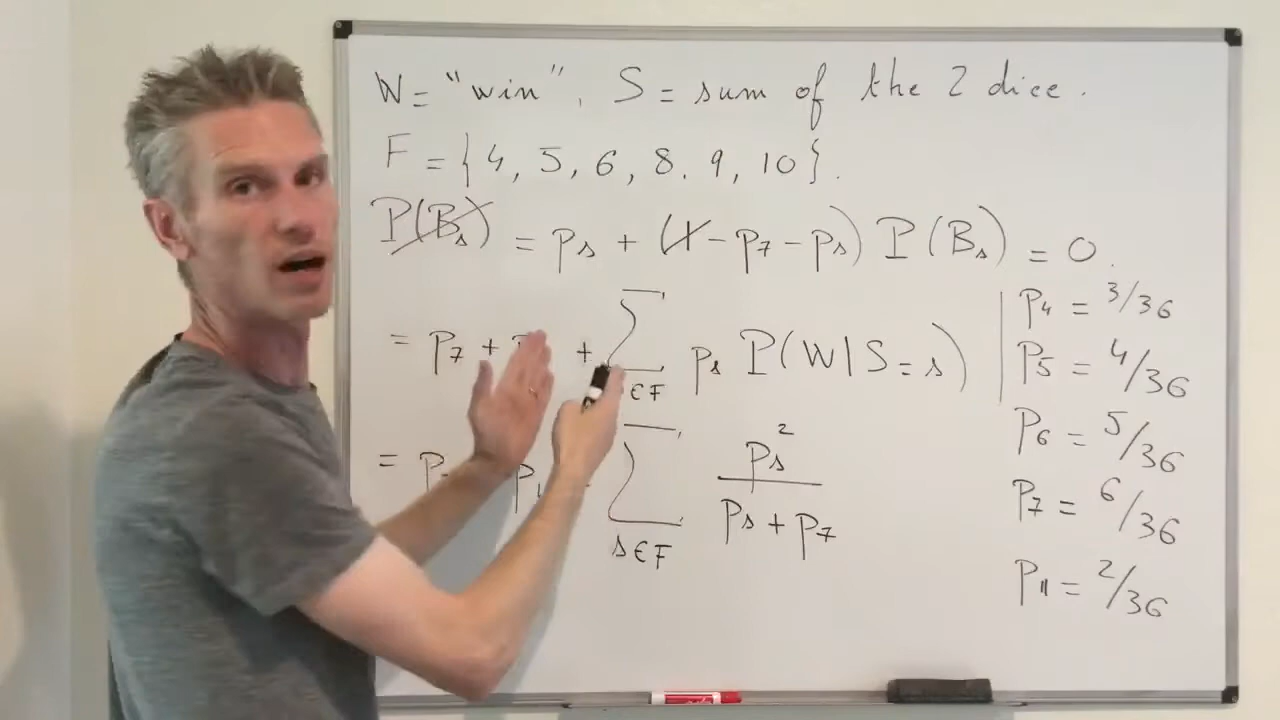 W = "win", S = sum of the 2 dice.
F = {4, 5, 6, 8, 9, 10}.
P(B_s) = p_s + (1 - p_7 - p_s) P(B_s) = 0.
= p_7 + + ∑ s∈F p_s P(W | S = s)
= + ∑ s∈F p_s^2 / (p_s + p_7)
p_4 = 3/36
p_5 = 4/36
p_6 = 5/36
p_7 = 6/36
p_11 = 2/36